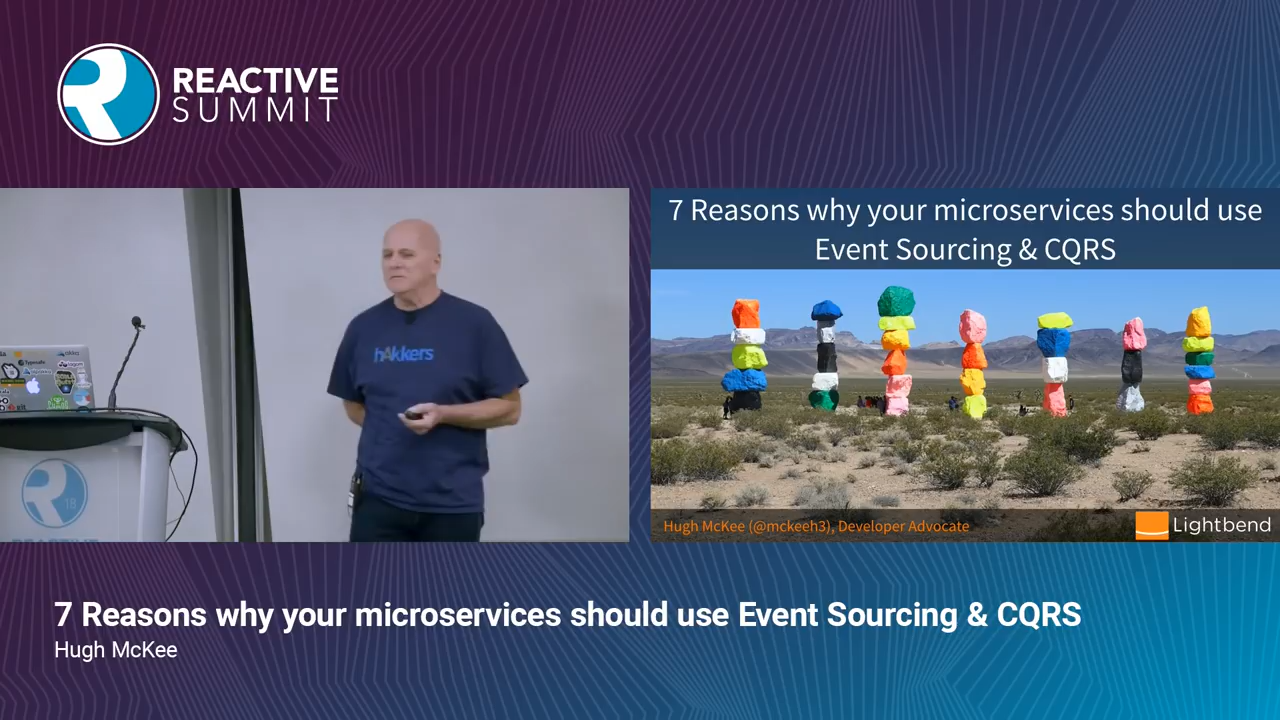 REACTIVE
SUMMIT
7 Reasons why your microservices should use
Event Sourcing & CQRS
hAkkers
18
Hugh McKee (@mckeeh3), Developer Advocate
Lightbend
7 Reasons why your microservices should use Event Sourcing & CQRS
Hugh McKee